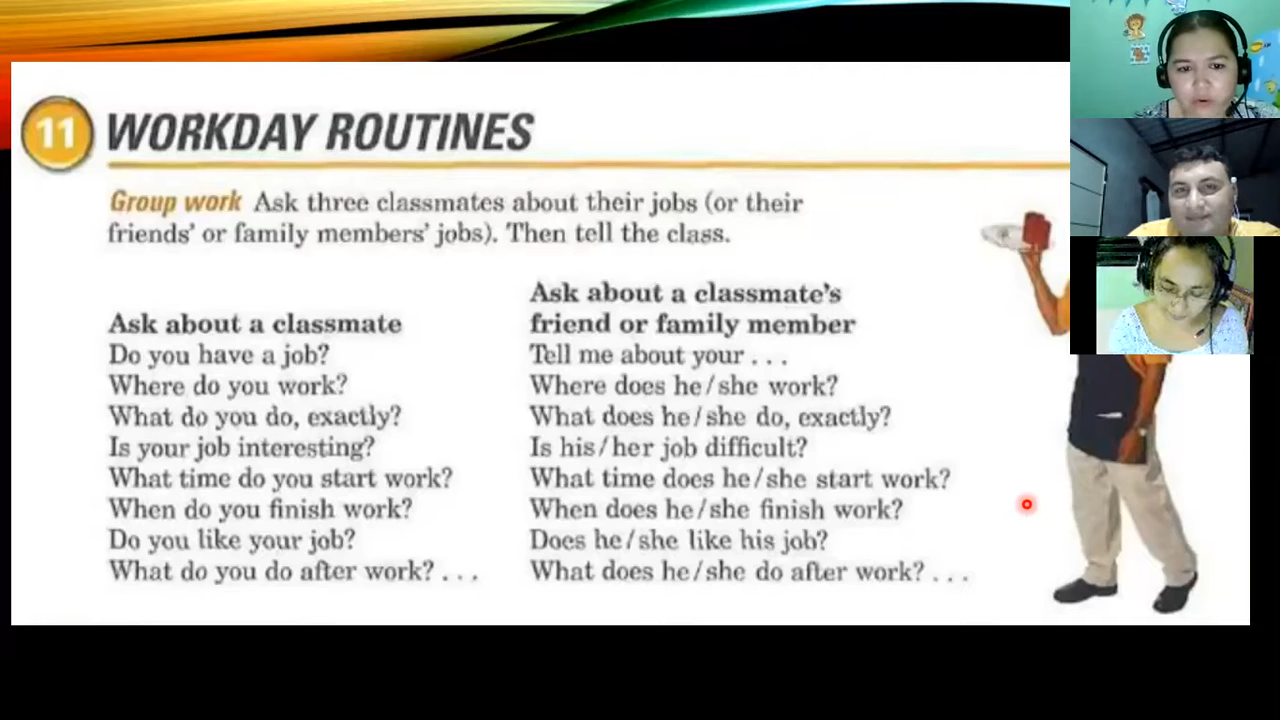 11 WORKDAY ROUTINES
Group work Ask three classmates about their jobs (or their
friends' or family members' jobs). Then tell the class.
Ask about a classmate
Do you have a job?
Where do you work?
What do you do, exactly?
Is your job interesting?
What time do you start work?
When do you finish work?
Do you like your job?
What do you do after work? . . .
Ask about a classmate's
friend or family member
Tell me about your . . .
Where does he/she work?
What does he/she do, exactly?
Is his/her job difficult?
What time does he/she start work?
When does he/she finish work?
Does he/she like his job?
What does he/she do after work? . . .